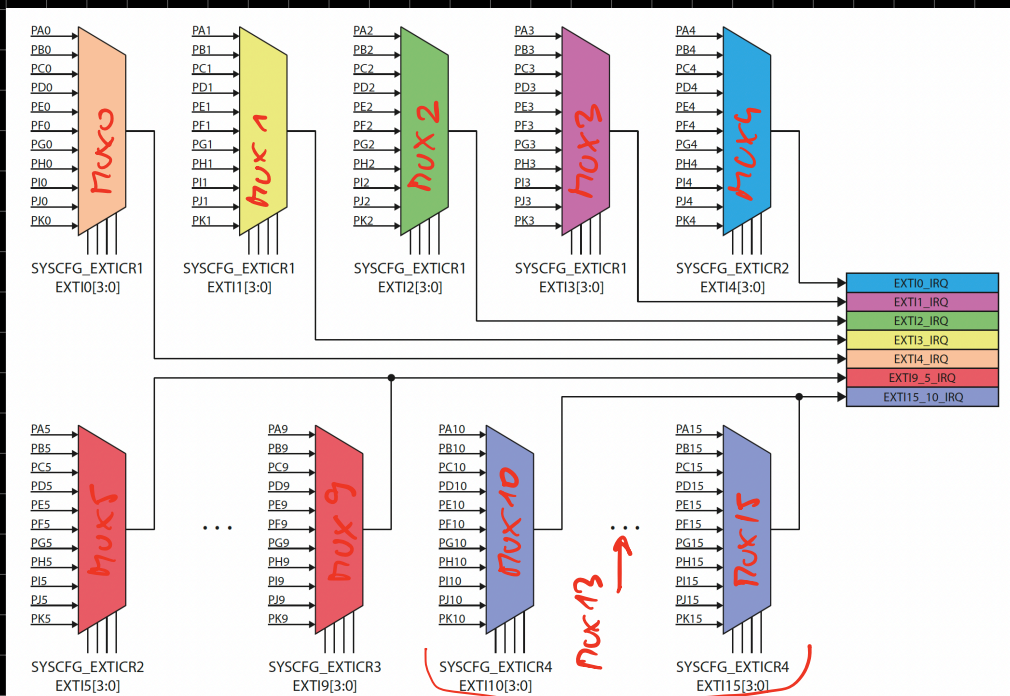 PA0 PA1 PA2 PA3 PA4
PB0 PB1 PB2 PB3 PB4
PC0 PC1 PC2 PC3 PC4
PD0 PD1 PD2 PD3 PD4
PE0 PE1 PE2 PE3 PE4
PF0 PF1 PF2 PF3 PF4
PG0 PG1 PG2 PG3 PG4
PH0 PH1 PH2 PH3 PH4
PI0 PI1 PI2 PI3 PI4
PJ0 PJ1 PJ2 PJ3 PJ4
PK0 PK1 PK2 PK3 PK4
MUX0 MUX 1 MUX 2 MUX3 MUX4
SYSCFG_EXTICR1 SYSCFG_EXTICR1 SYSCFG_EXTICR1 SYSCFG_EXTICR1 SYSCFG_EXTICR2
EXTI0[3:0] EXTI1[3:0] EXTI2[3:0] EXTI3[3:0] EXTI4[3:0]
EXTI0_IRQ
EXTI1_IRQ
EXTI2_IRQ
EXTI3_IRQ
EXTI4_IRQ
EXTI9_5_IRQ
EXTI15_10_IRQ
PA5 PA9 PA10 PA15
PB5 PB9 PB10 PB15
PC5 PC9 PC10 PC15
PD5 PD9 PD10 PD15
PE5 PE9 PE10 PE15
PF5 ... PF9 PF10 ... PF15
PG5 PG9 PG10 PG15
PH5 PH9 PH10 PH15
PI5 PI9 PI10 PI15
PJ5 PJ9 PJ10 PJ15
PK5 PK9 PK10 PK15
MUX5 MUX9 MUX10 MUX13 MUX15
SYSCFG_EXTICR2 SYSCFG_EXTICR3 SYSCFG_EXTICR4 SYSCFG_EXTICR4
EXTI5[3:0] EXTI9[3:0] EXTI10[3:0] EXTI15[3:0]